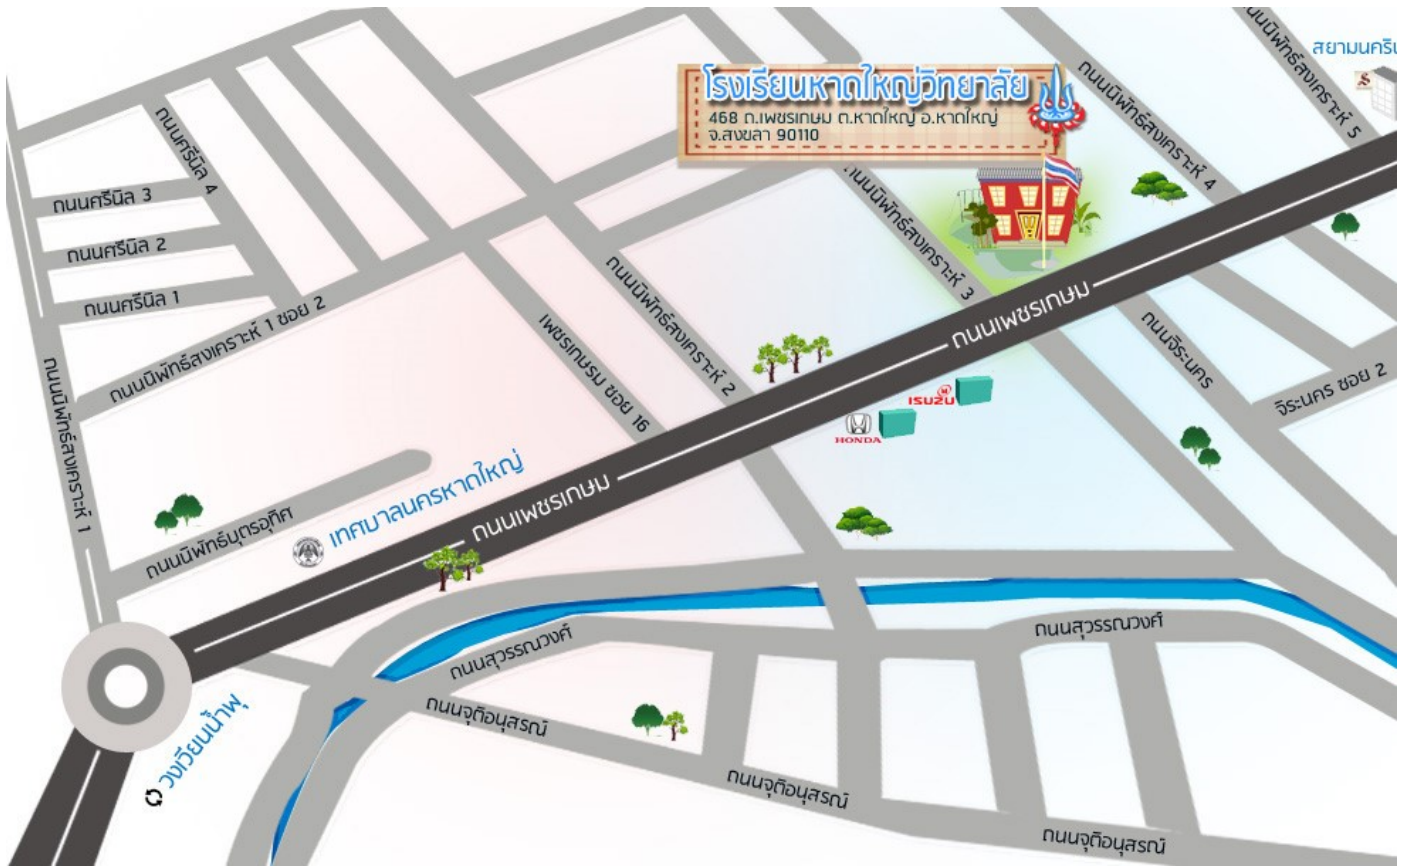 ถนนนิพัทธ์สงเคราะห์ 5
สยามนคริน
ถนนนิพัทธ์สงเคราะห์ 4
โรงเรียนหาดใหญ่วิทยาลัย
468 ถ.เพชรเกษม ต.หาดใหญ่ อ.หาดใหญ่
จ.สงขลา 90110
ถนนศรีนิล 4
ถนนศรีนิล 3
ถนนศรีนิล 2
ถนนศรีนิล 1
ถนนนิพัทธ์สงเคราะห์ 3
ถนนนิพัทธ์สงเคราะห์ 2
ถนนนิพัทธ์สงเคราะห์ 1 ซอย 2
เพชรเกษรม ซอย 16
ถนนเพชรเกษม
ถนนจิระนคร
จิระนคร ซอย 2
ถนนนิพัทธ์สงเคราะห์ 1
ISUZU
HONDA
ถนนเพชรเกษม
เทศบาลนครหาดใหญ่
ถนนนิพัทธ์บุตรอุทิศ
ถนนสุวรรณวงศ์
ถนนสุวรรณวงศ์
วงเวียนน้ำพุ
ถนนจุติอนุสรณ์
ถนนจุติอนุสรณ์
ถนนจุติอนุสรณ์